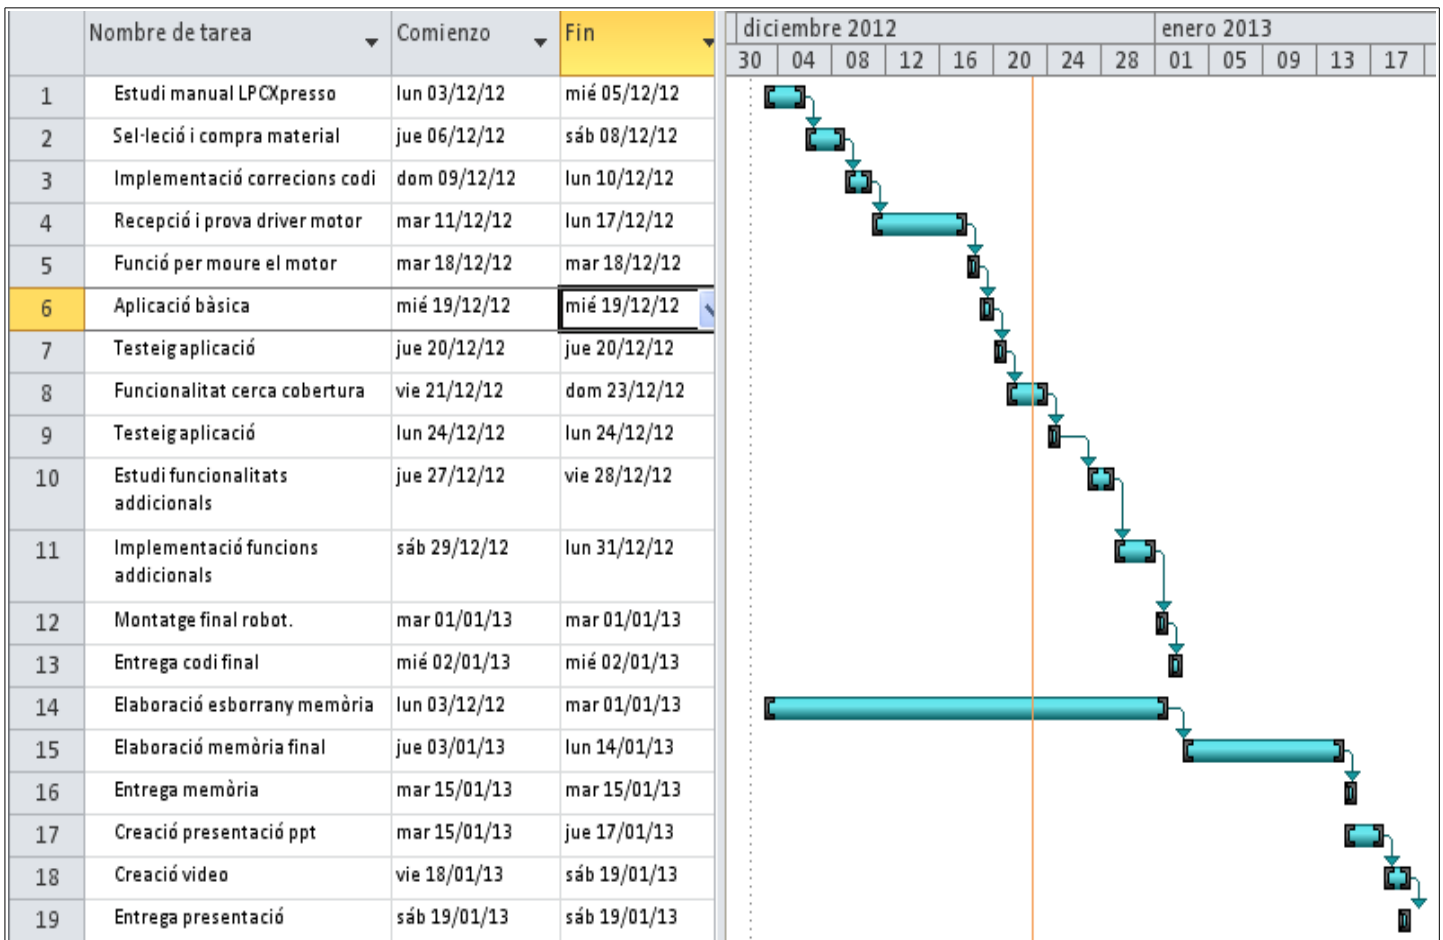 Nombre de tarea Comienzo Fin diciembre 2012 enero 2013
30 04 08 12 16 20 24 28 01 05 09 13 17
1 Estudi manual LPCXpresso lun 03/12/12 mié 05/12/12
2 Sel·leció i compra material jue 06/12/12 sáb 08/12/12
3 Implementació correcions codi dom 09/12/12 lun 10/12/12
4 Recepció i prova driver motor mar 11/12/12 lun 17/12/12
5 Funció per moure el motor mar 18/12/12 mar 18/12/12
6 Aplicació bàsica mié 19/12/12 mié 19/12/12
7 Testeig aplicació jue 20/12/12 jue 20/12/12
8 Funcionalitat cerca cobertura vie 21/12/12 dom 23/12/12
9 Testeig aplicació lun 24/12/12 lun 24/12/12
10 Estudi funcionalitats jue 27/12/12 vie 28/12/12
addicionals
11 Implementació funcions sáb 29/12/12 lun 31/12/12
addicionals
12 Montatge final robot. mar 01/01/13 mar 01/01/13
13 Entrega codi final mié 02/01/13 mié 02/01/13
14 Elaboració esborrany memòria lun 03/12/12 mar 01/01/13
15 Elaboració memòria final jue 03/01/13 lun 14/01/13
16 Entrega memòria mar 15/01/13 mar 15/01/13
17 Creació presentació ppt mar 15/01/13 jue 17/01/13
18 Creació video vie 18/01/13 sáb 19/01/13
19 Entrega presentació sáb 19/01/13 sáb 19/01/13